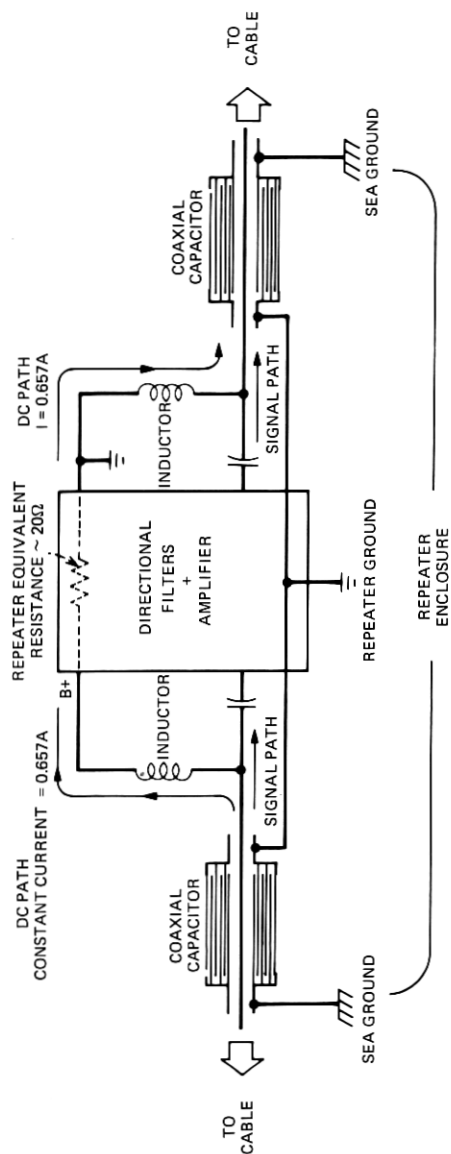 DC PATH
CONSTANT CURRENT = 0.657A
REPEATER EQUIVALENT
RESISTANCE ~ 20Ω
DC PATH
I = 0.657A
B+
COAXIAL
CAPACITOR
INDUCTOR
DIRECTIONAL
FILTERS
+
AMPLIFIER
INDUCTOR
COAXIAL
CAPACITOR
TO
CABLE
SIGNAL PATH
SIGNAL PATH
TO
CABLE
SEA GROUND
REPEATER GROUND
SEA GROUND
REPEATER
ENCLOSURE